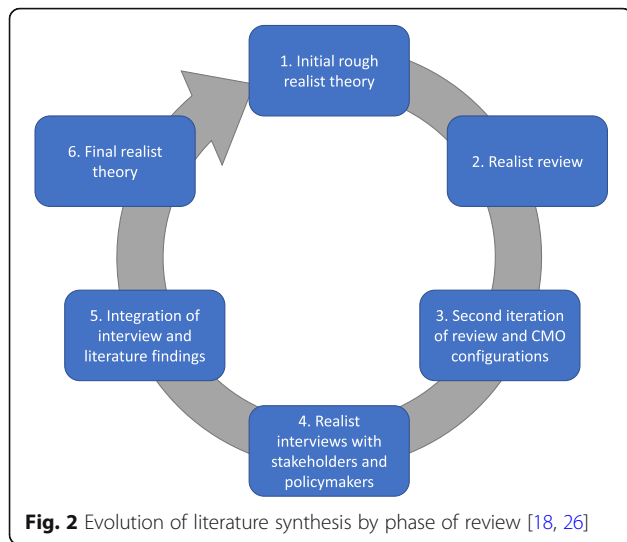 1. Initial rough
realist theory
2. Realist review
3. Second iteration
of review and CMO
configurations
4. Realist
interviews with
stakeholders and
policymakers
5. Integration of
interview and
literature findings
6. Final realist
theory
Fig. 2 Evolution of literature synthesis by phase of review [18, 26]